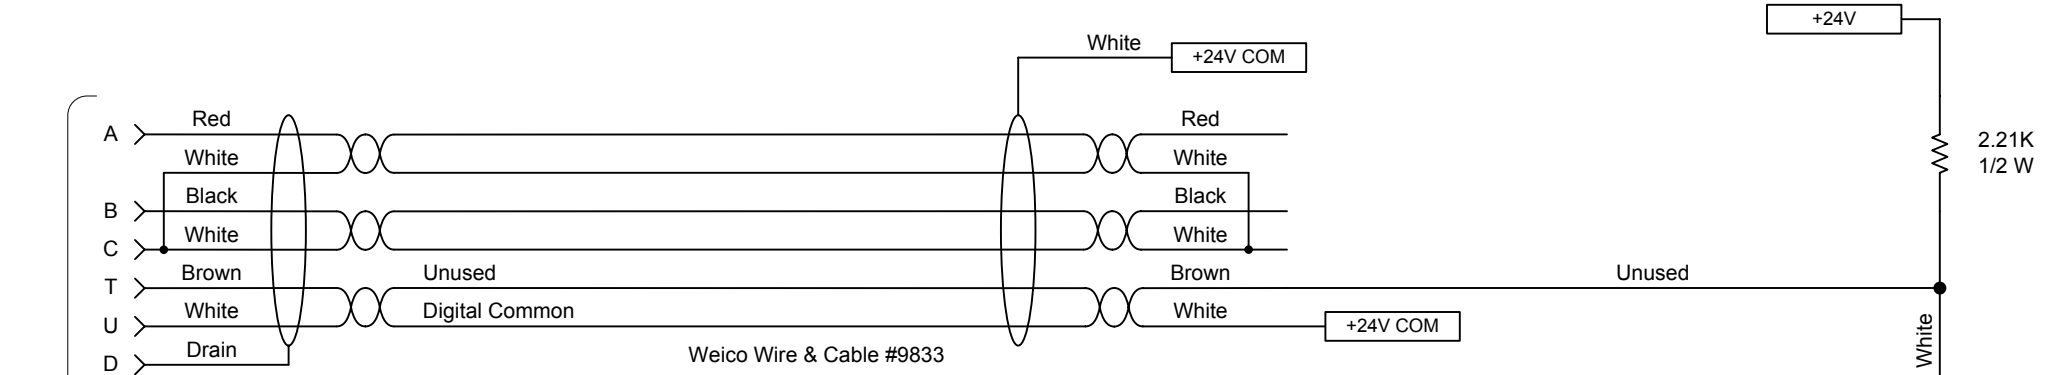 +24V
White
+24V COM
A
Red
Red
2.21K
1/2 W
White
White
B
Black
Black
C
White
White
T
Brown
Unused
Brown
Unused
U
White
Digital Common
White
+24V COM
White
D
Drain
Weico Wire & Cable #9833